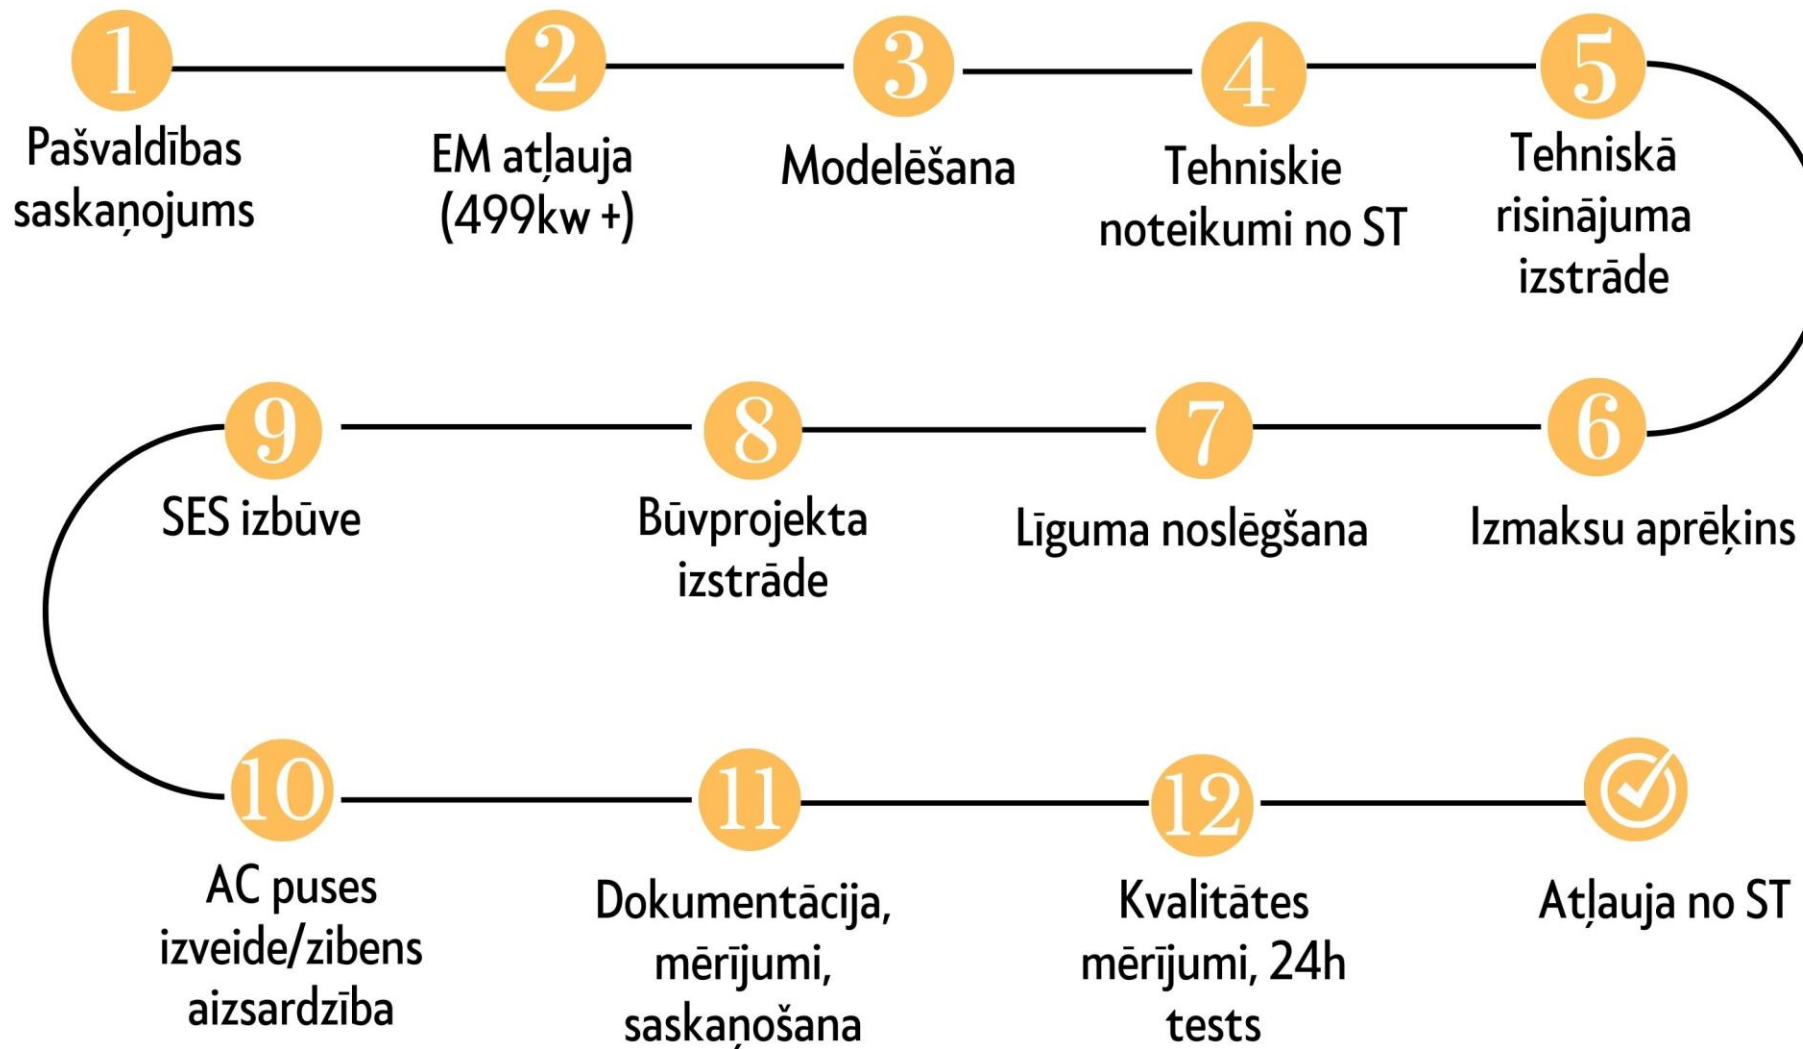 1
Pašvaldības
saskaņojums
2
EM atļauja
(499kw +)
3
Modelēšana
4
Tehniskie
noteikumi no ST
5
Tehniskā
risinājuma
izstrāde
6
Izmaksu aprēķins
7
Līguma noslēgšana
8
Būvprojekta
izstrāde
9
SES izbūve
10
AC puses
izveide/zibens
aizsardzība
11
Dokumentācija,
mērījumi,
saskaņošana
12
Kvalitātes
mērījumi, 24h
tests
Atļauja no ST